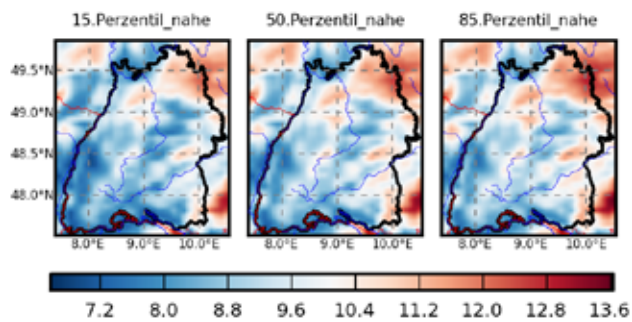 15.Perzentil_nahe 50.Perzentil_nahe 85.Perzentil_nahe
49.5°N
49.0°N
48.5°N
48.0°N
8.0°E 9.0°E 10.0°E 8.0°E 9.0°E 10.0°E 8.0°E 9.0°E 10.0°E
7.2 8.0 8.8 9.6 10.4 11.2 12.0 12.8 13.6